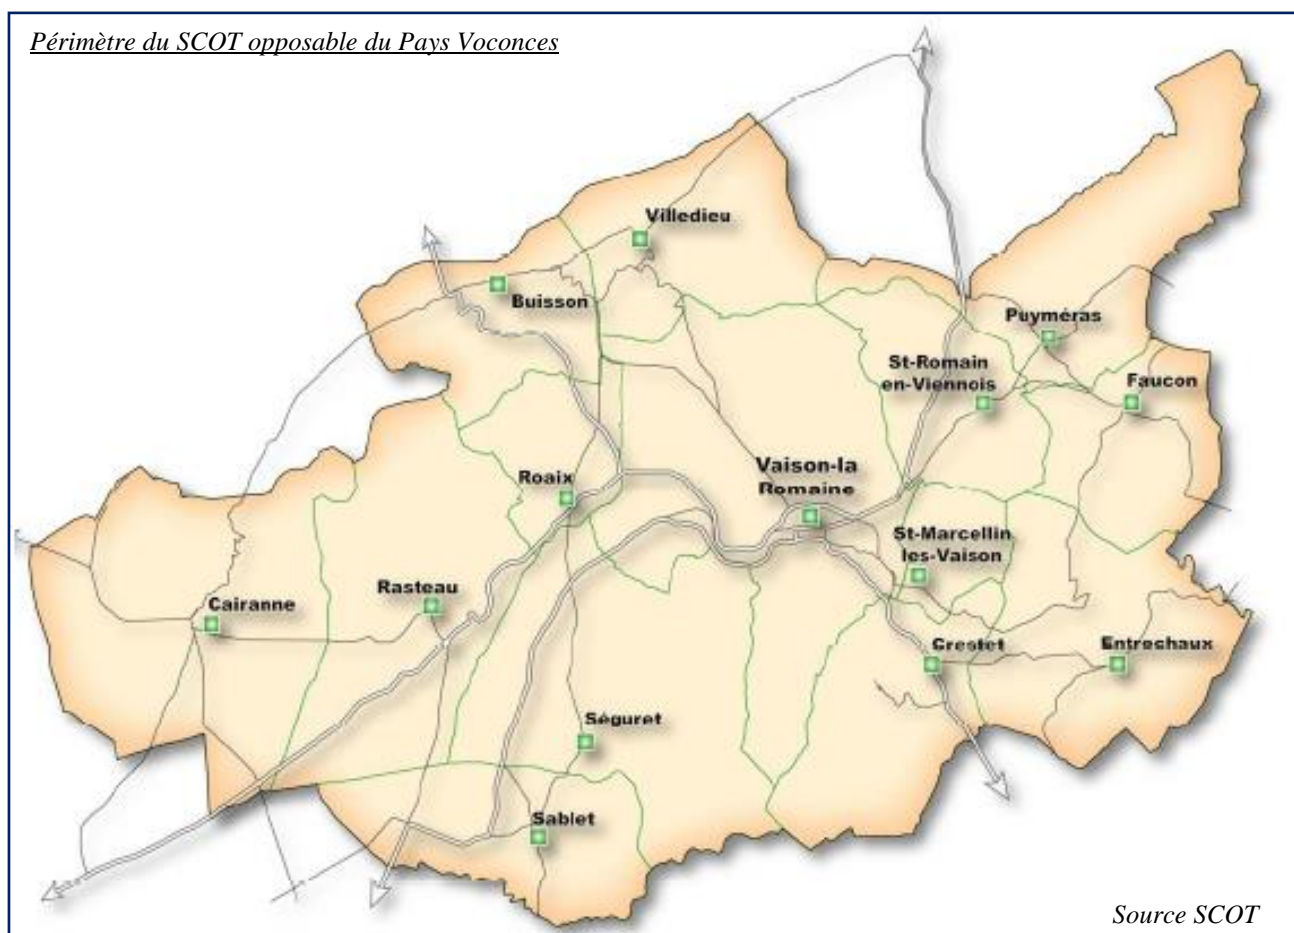 Périmètre du SCOT opposable du Pays Voconces
Villedieu
Buisson
Puyméras
St-Romain
en-Viennois
Faucon
Vaison-la
Romaine
Roaix
St-Marcellin
les-Vaison
Rasteau
Cairanne
Crestet
Entrechaux
Séguret
Sablet
Source SCOT